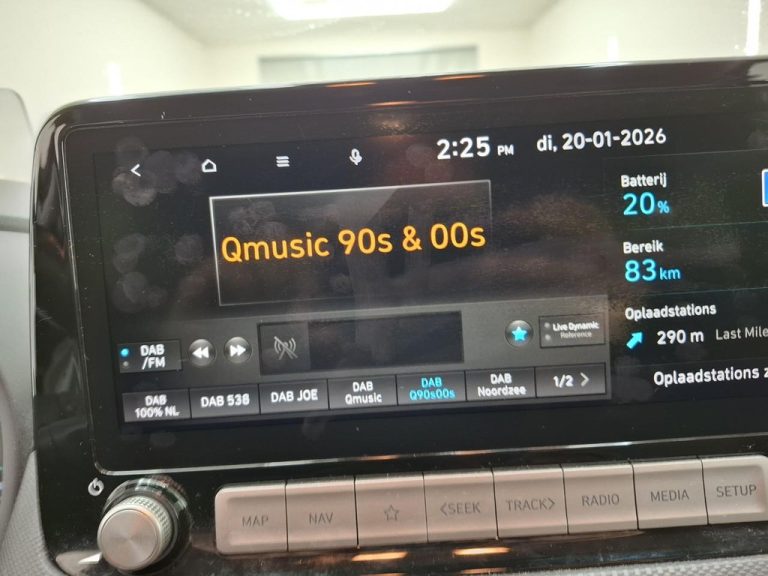 2:25 PM di, 20-01-2026
Qmusic 90s & 00s
Batterij
20%
Bereik
83 km
Oplaadstations
290 m Last Mile
Oplaadstations z
DAB
/FM
Live Dynamic
Reference
DAB
100% NL
DAB 538
DAB JOE
DAB
Qmusic
DAB
Q90s00s
DAB
Noordzee
1/2 >
MAP
NAV
<SEEK
TRACK>
RADIO
MEDIA
SETUP